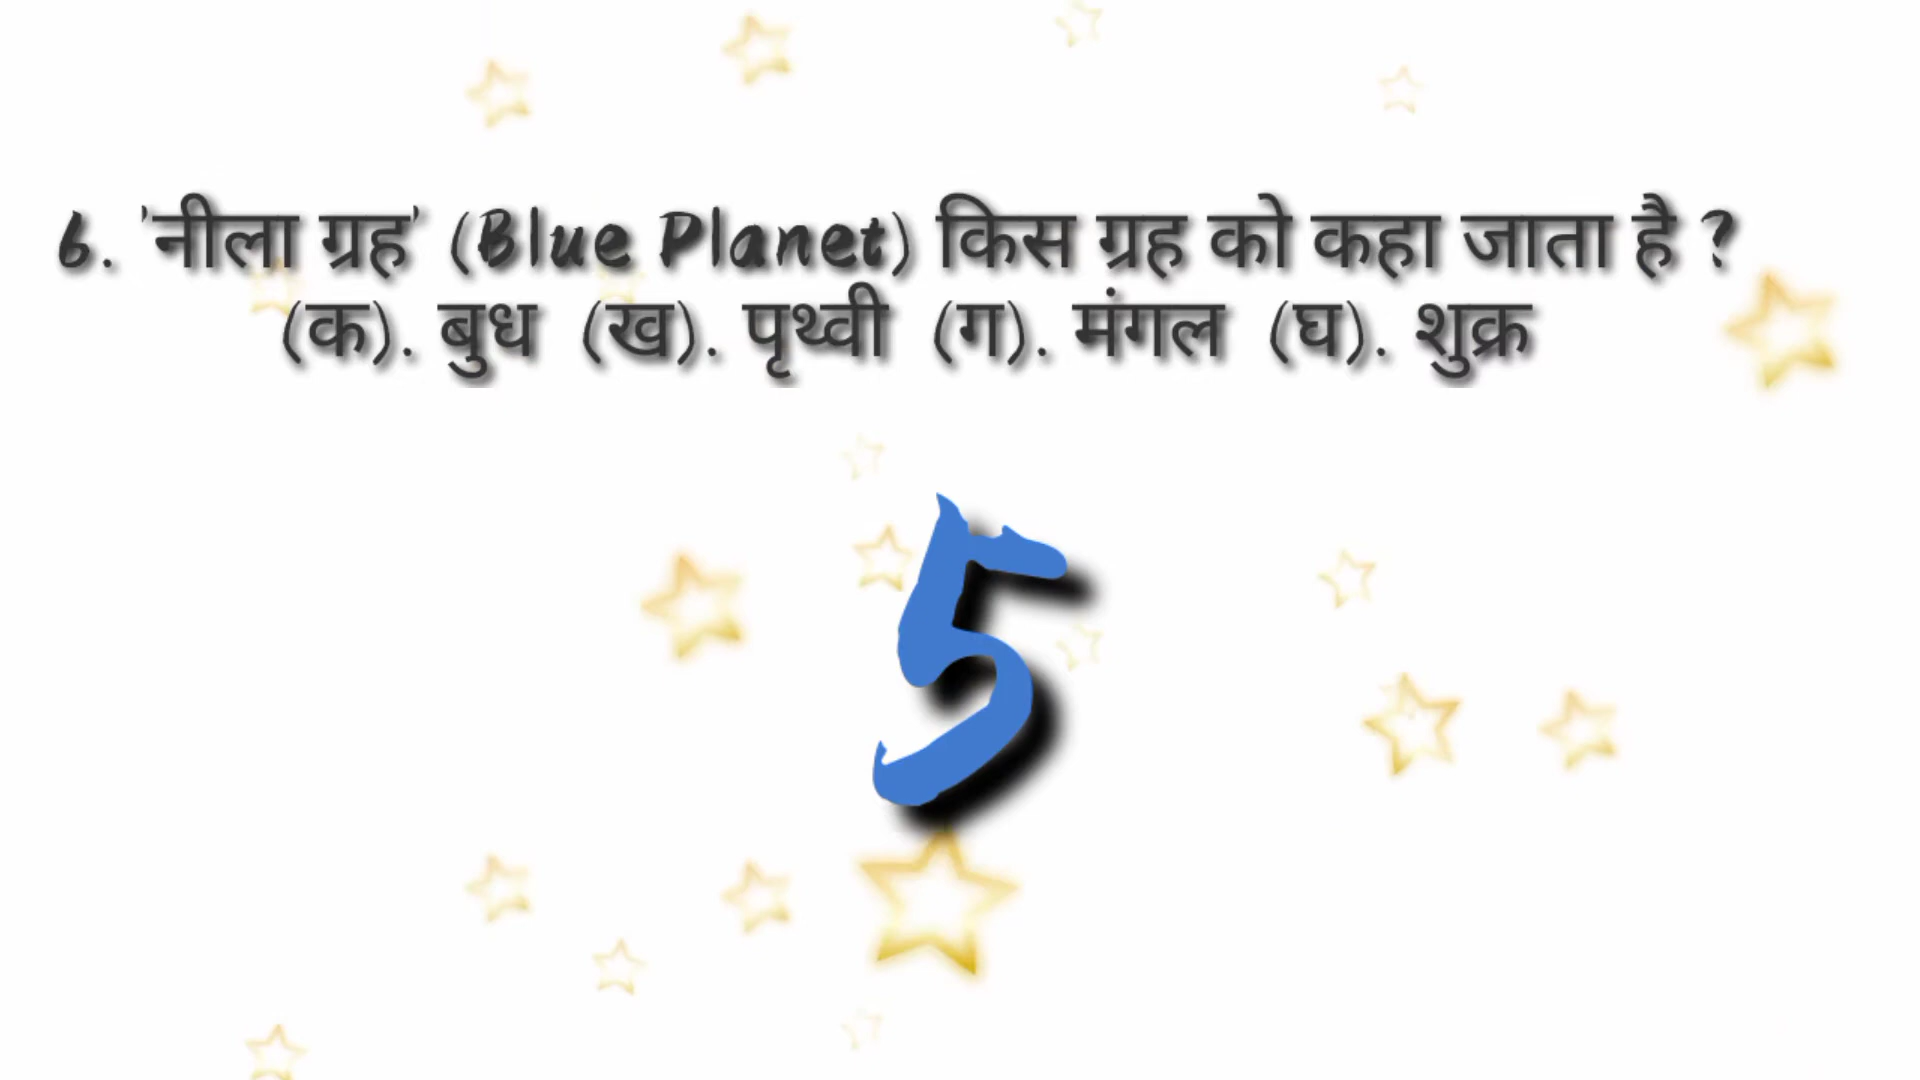 6. 'नीला ग्रह' (Blue Planet) किस ग्रह को कहा जाता है ?
(क). बुध (ख). पृथ्वी (ग). मंगल (घ). शुक्र
5